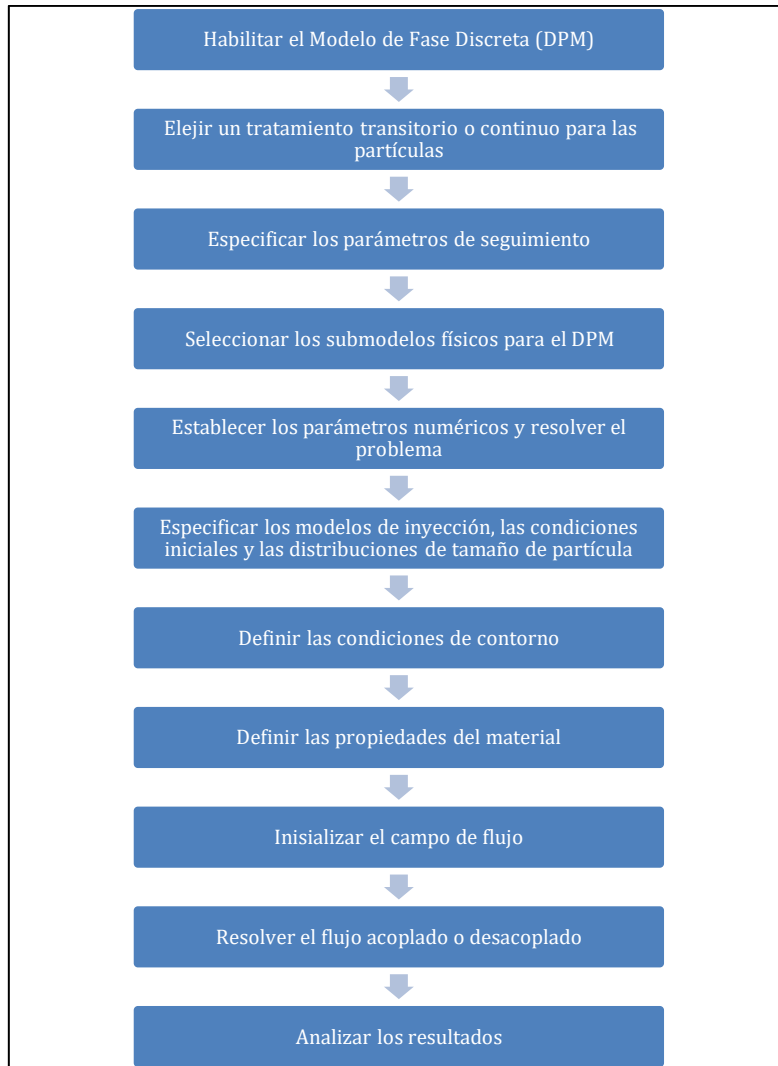 Habilitar el Modelo de Fase Discreta (DPM)
Elejir un tratamiento transitorio o continuo para las
partículas
Especificar los parámetros de seguimiento
Seleccionar los submodelos físicos para el DPM
Establecer los parámetros numéricos y resolver el
problema
Especificar los modelos de inyección, las condiciones
iniciales y las distribuciones de tamaño de partícula
Definir las condiciones de contorno
Definir las propiedades del material
Inisializar el campo de flujo
Resolver el flujo acoplado o desacoplado
Analizar los resultados